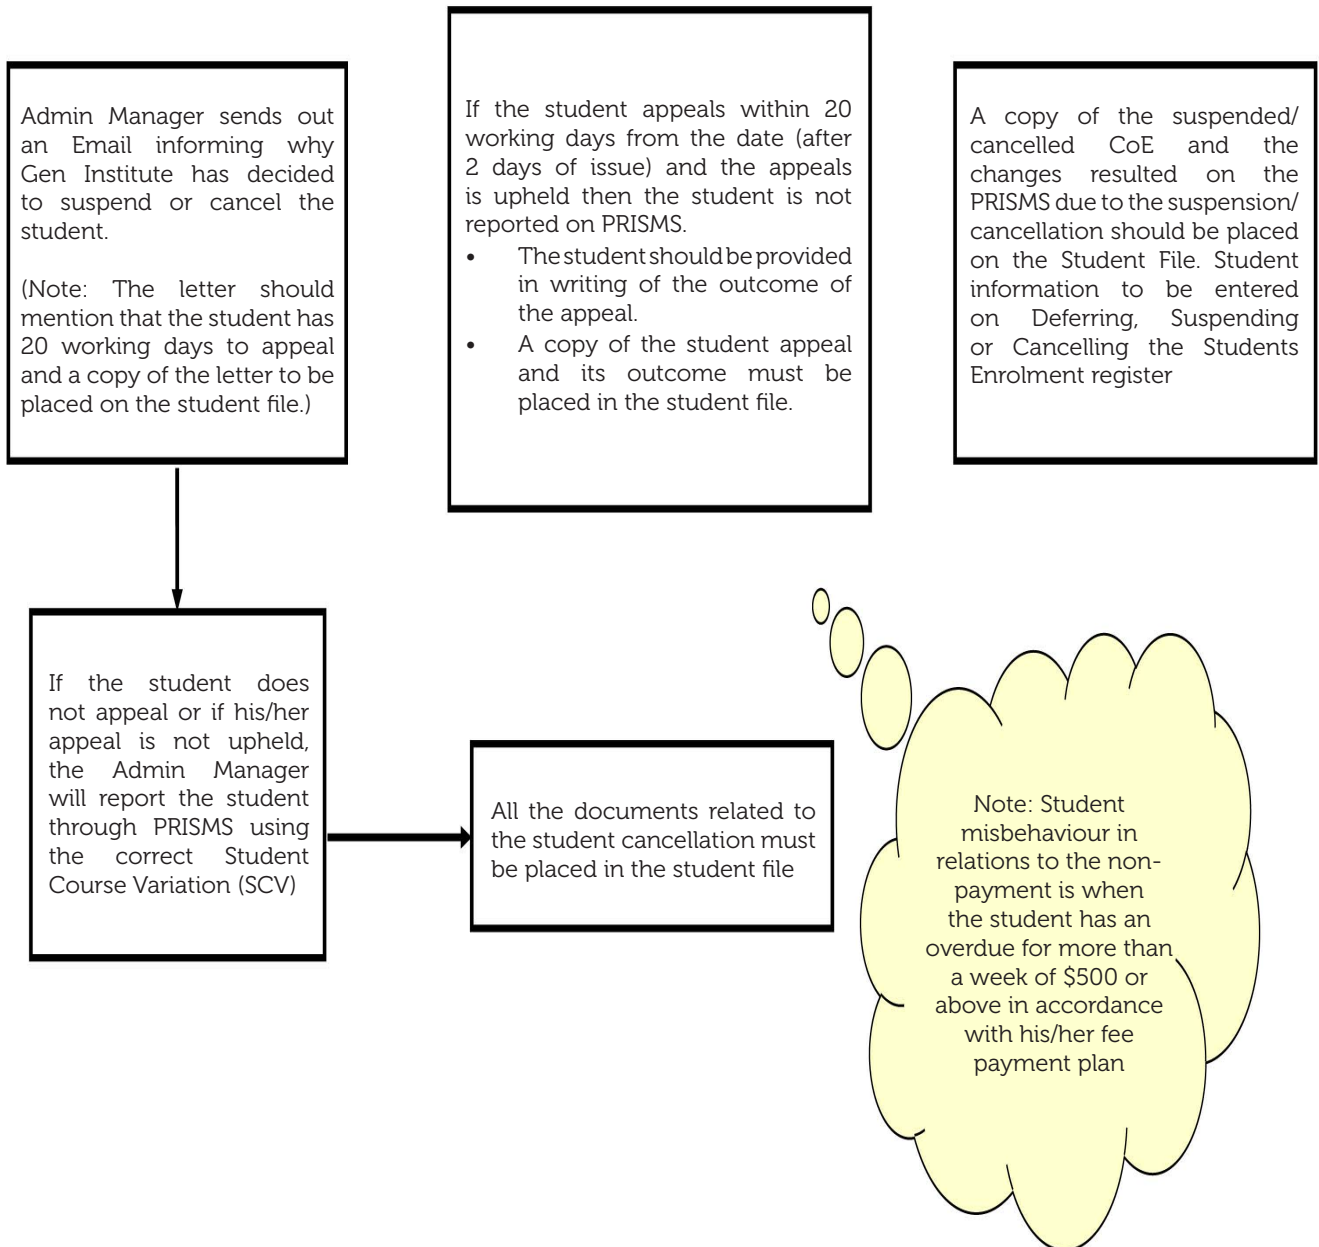 Admin Manager sends out
an Email informing why
Gen Institute has decided
to suspend or cancel the
student.
(Note: The letter should
mention that the student has
20 working days to appeal
and a copy of the letter to be
placed on the student file.)
If the student appeals within 20
working days from the date (after
2 days of issue) and the appeals
is upheld then the student is not
reported on PRISMS.
• The student should be provided
in writing of the outcome of
the appeal.
• A copy of the student appeal
and its outcome must be
placed in the student file.
A copy of the suspended/
cancelled CoE and the
changes resulted on the
PRISMS due to the suspension/
cancellation should be placed
on the Student File. Student
information to be entered
on Deferring, Suspending
or Cancelling the Students
Enrolment register
If the student does
not appeal or if his/her
appeal is not upheld,
the Admin Manager
will report the student
through PRISMS using
the correct Student
Course Variation (SCV)
All the documents related to
the student cancellation must
be placed in the student file
Note: Student
misbehaviour in
relations to the non-
payment is when
the student has an
overdue for more than
a week of $500 or
above in accordance
with his/her fee
payment plan